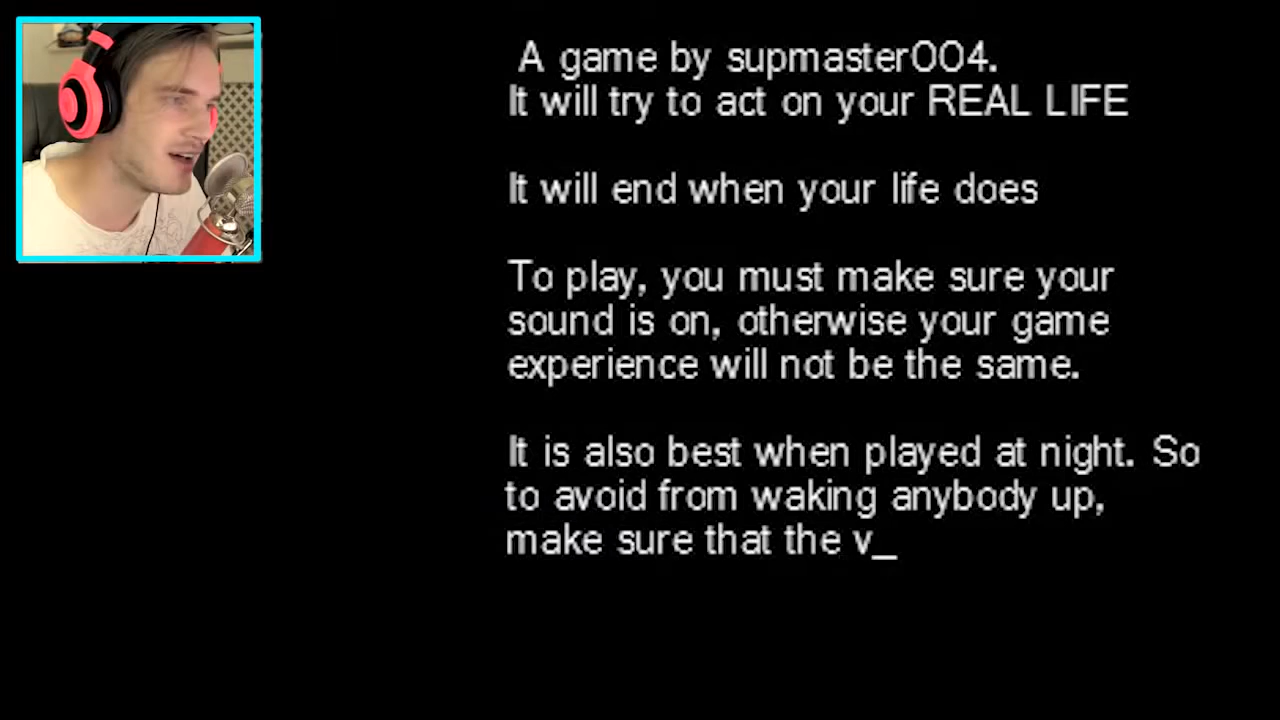 A game by supmaster004.
It will try to act on your REAL LIFE
It will end when your life does
To play, you must make sure your
sound is on, otherwise your game
experience will not be the same.
It is also best when played at night. So
to avoid from waking anybody up,
make sure that the v_